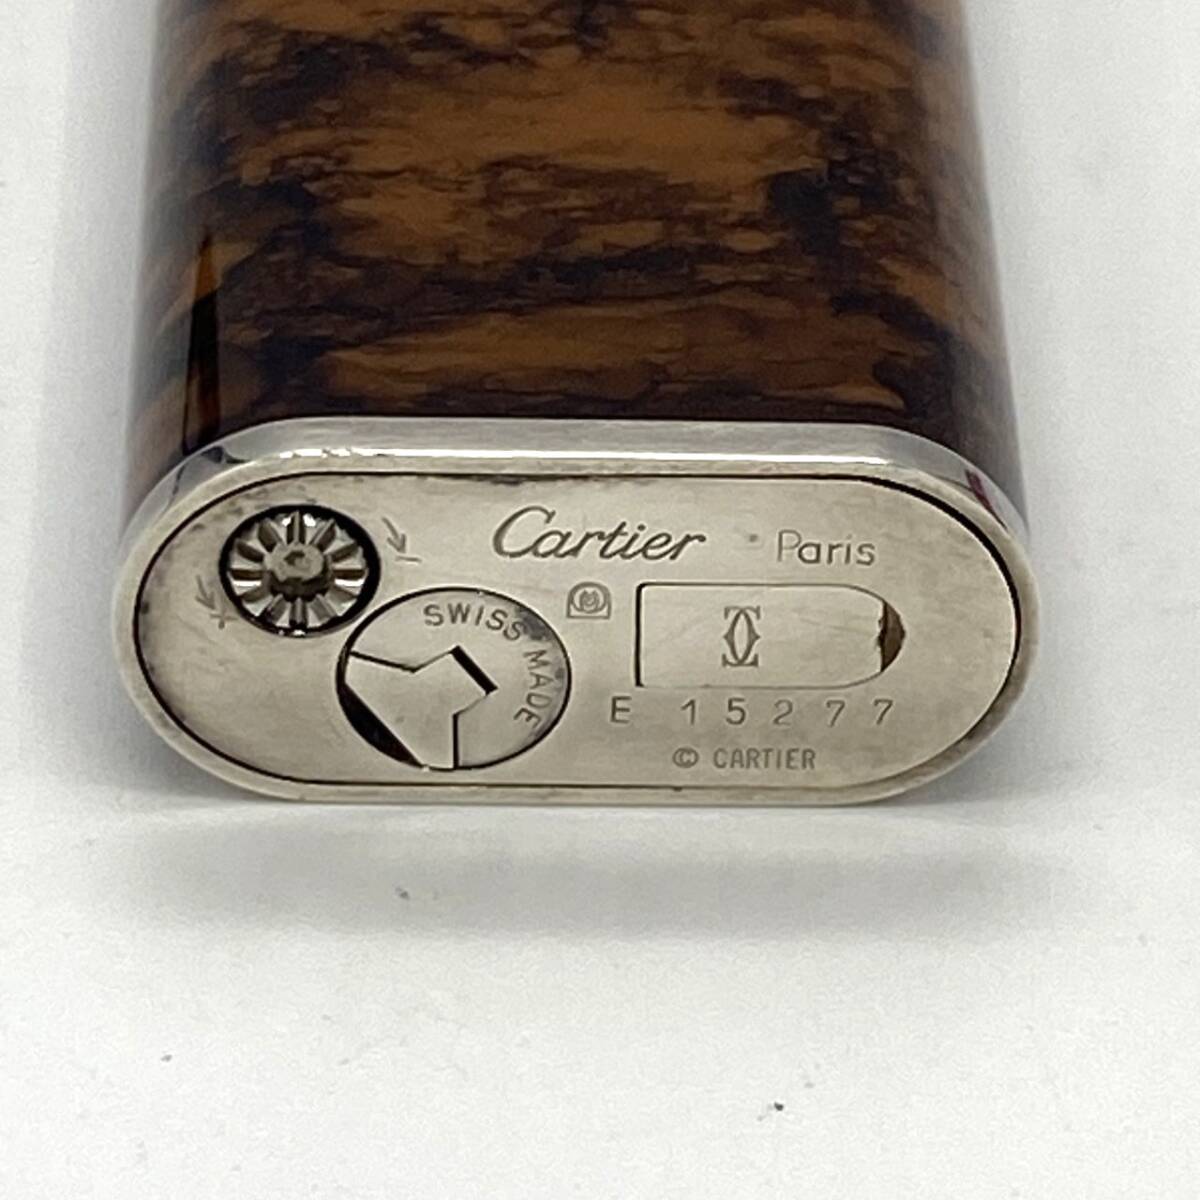 Cartier Paris
SWISS MADE
E 15277
© CARTIER